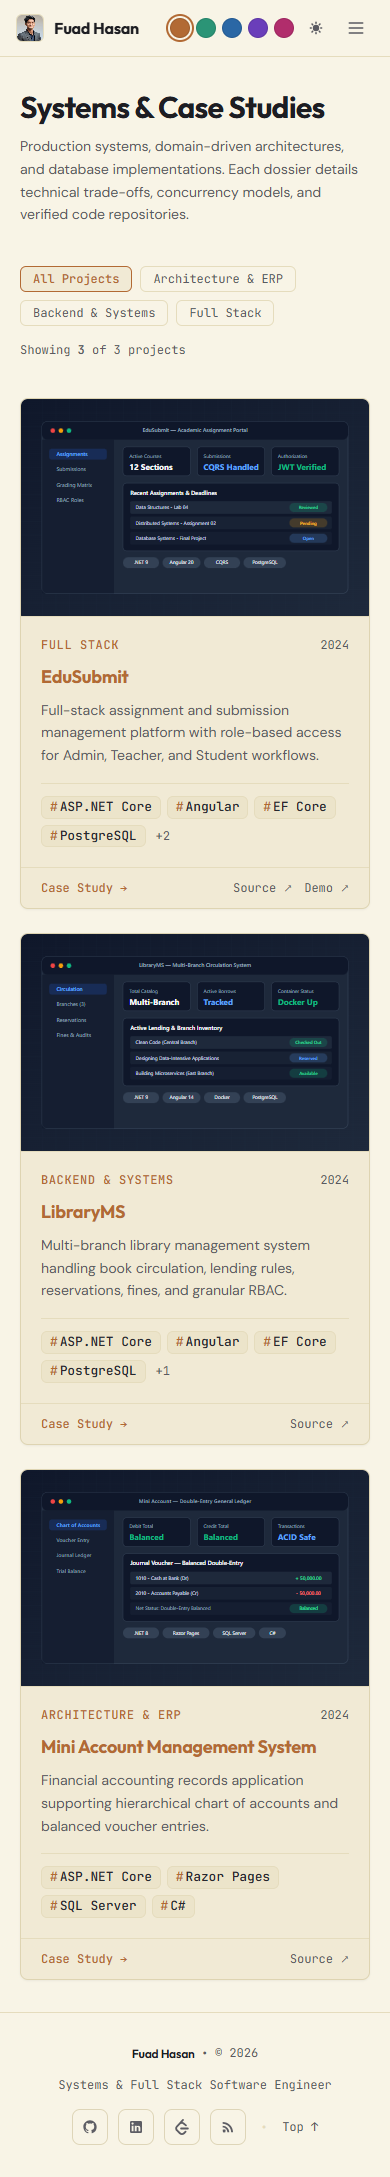 Fuad Hasan
Systems & Case Studies
Production systems, domain-driven architectures,
and database implementations. Each dossier details
technical trade-offs, concurrency models, and
verified code repositories.
All Projects
Architecture & ERP
Backend & Systems
Full Stack
Showing 3 of 3 projects
EduSubmit — Academic Assignment Portal
Assignments
Submissions
Grading Matrix
RBAC Roles
Active Courses
12 Sections
Submissions
CQRS Handled
Authorization
JWT Verified
Recent Assignments & Deadlines
Data Structures - Lab 04
Reviewed
Distributed Systems - Assignment 02
Pending
Database Systems - Final Project
Open
.NET 9
Angular 20
CQRS
PostgreSQL
FULL STACK
2024
EduSubmit
Full-stack assignment and submission
management platform with role-based access
for Admin, Teacher, and Student workflows.
#ASP.NET Core
#Angular
#EF Core
#PostgreSQL
+2
Case Study →
Source ↗
Demo ↗
LibraryMS — Multi-Branch Circulation System
Circulation
Branches (3)
Reservations
Fines & Audits
Total Catalog
Multi-Branch
Active Borrows
Tracked
Container Status
Docker Up
Active Lending & Branch Inventory
Clean Code (Central Branch)
Checked Out
Designing Data-Intensive Applications
Reserved
Building Microservices (East Branch)
Available
.NET 9
Angular 14
Docker
PostgreSQL
BACKEND & SYSTEMS
2024
LibraryMS
Multi-branch library management system
handling book circulation, lending rules,
reservations, fines, and granular RBAC.
#ASP.NET Core
#Angular
#EF Core
#PostgreSQL
+1
Case Study →
Source ↗
Mini Account — Double-Entry General Ledger
Chart of Accounts
Voucher Entry
Journal Ledger
Trial Balance
Debit Total
Balanced
Credit Total
Balanced
Transactions
ACID Safe
Journal Voucher — Balanced Double-Entry
1010 - Cash at Bank (Dr)
+ 50,000.00
2010 - Accounts Payable (Cr)
- 50,000.00
Net Status: Double-Entry Balanced
Balanced
.NET 8
Razor Pages
SQL Server
C#
ARCHITECTURE & ERP
2024
Mini Account Management System
Financial accounting records application
supporting hierarchical chart of accounts and
balanced voucher entries.
#ASP.NET Core
#Razor Pages
#SQL Server
#C#
Case Study →
Source ↗
Fuad Hasan • © 2026
Systems & Full Stack Software Engineer
Top ↑